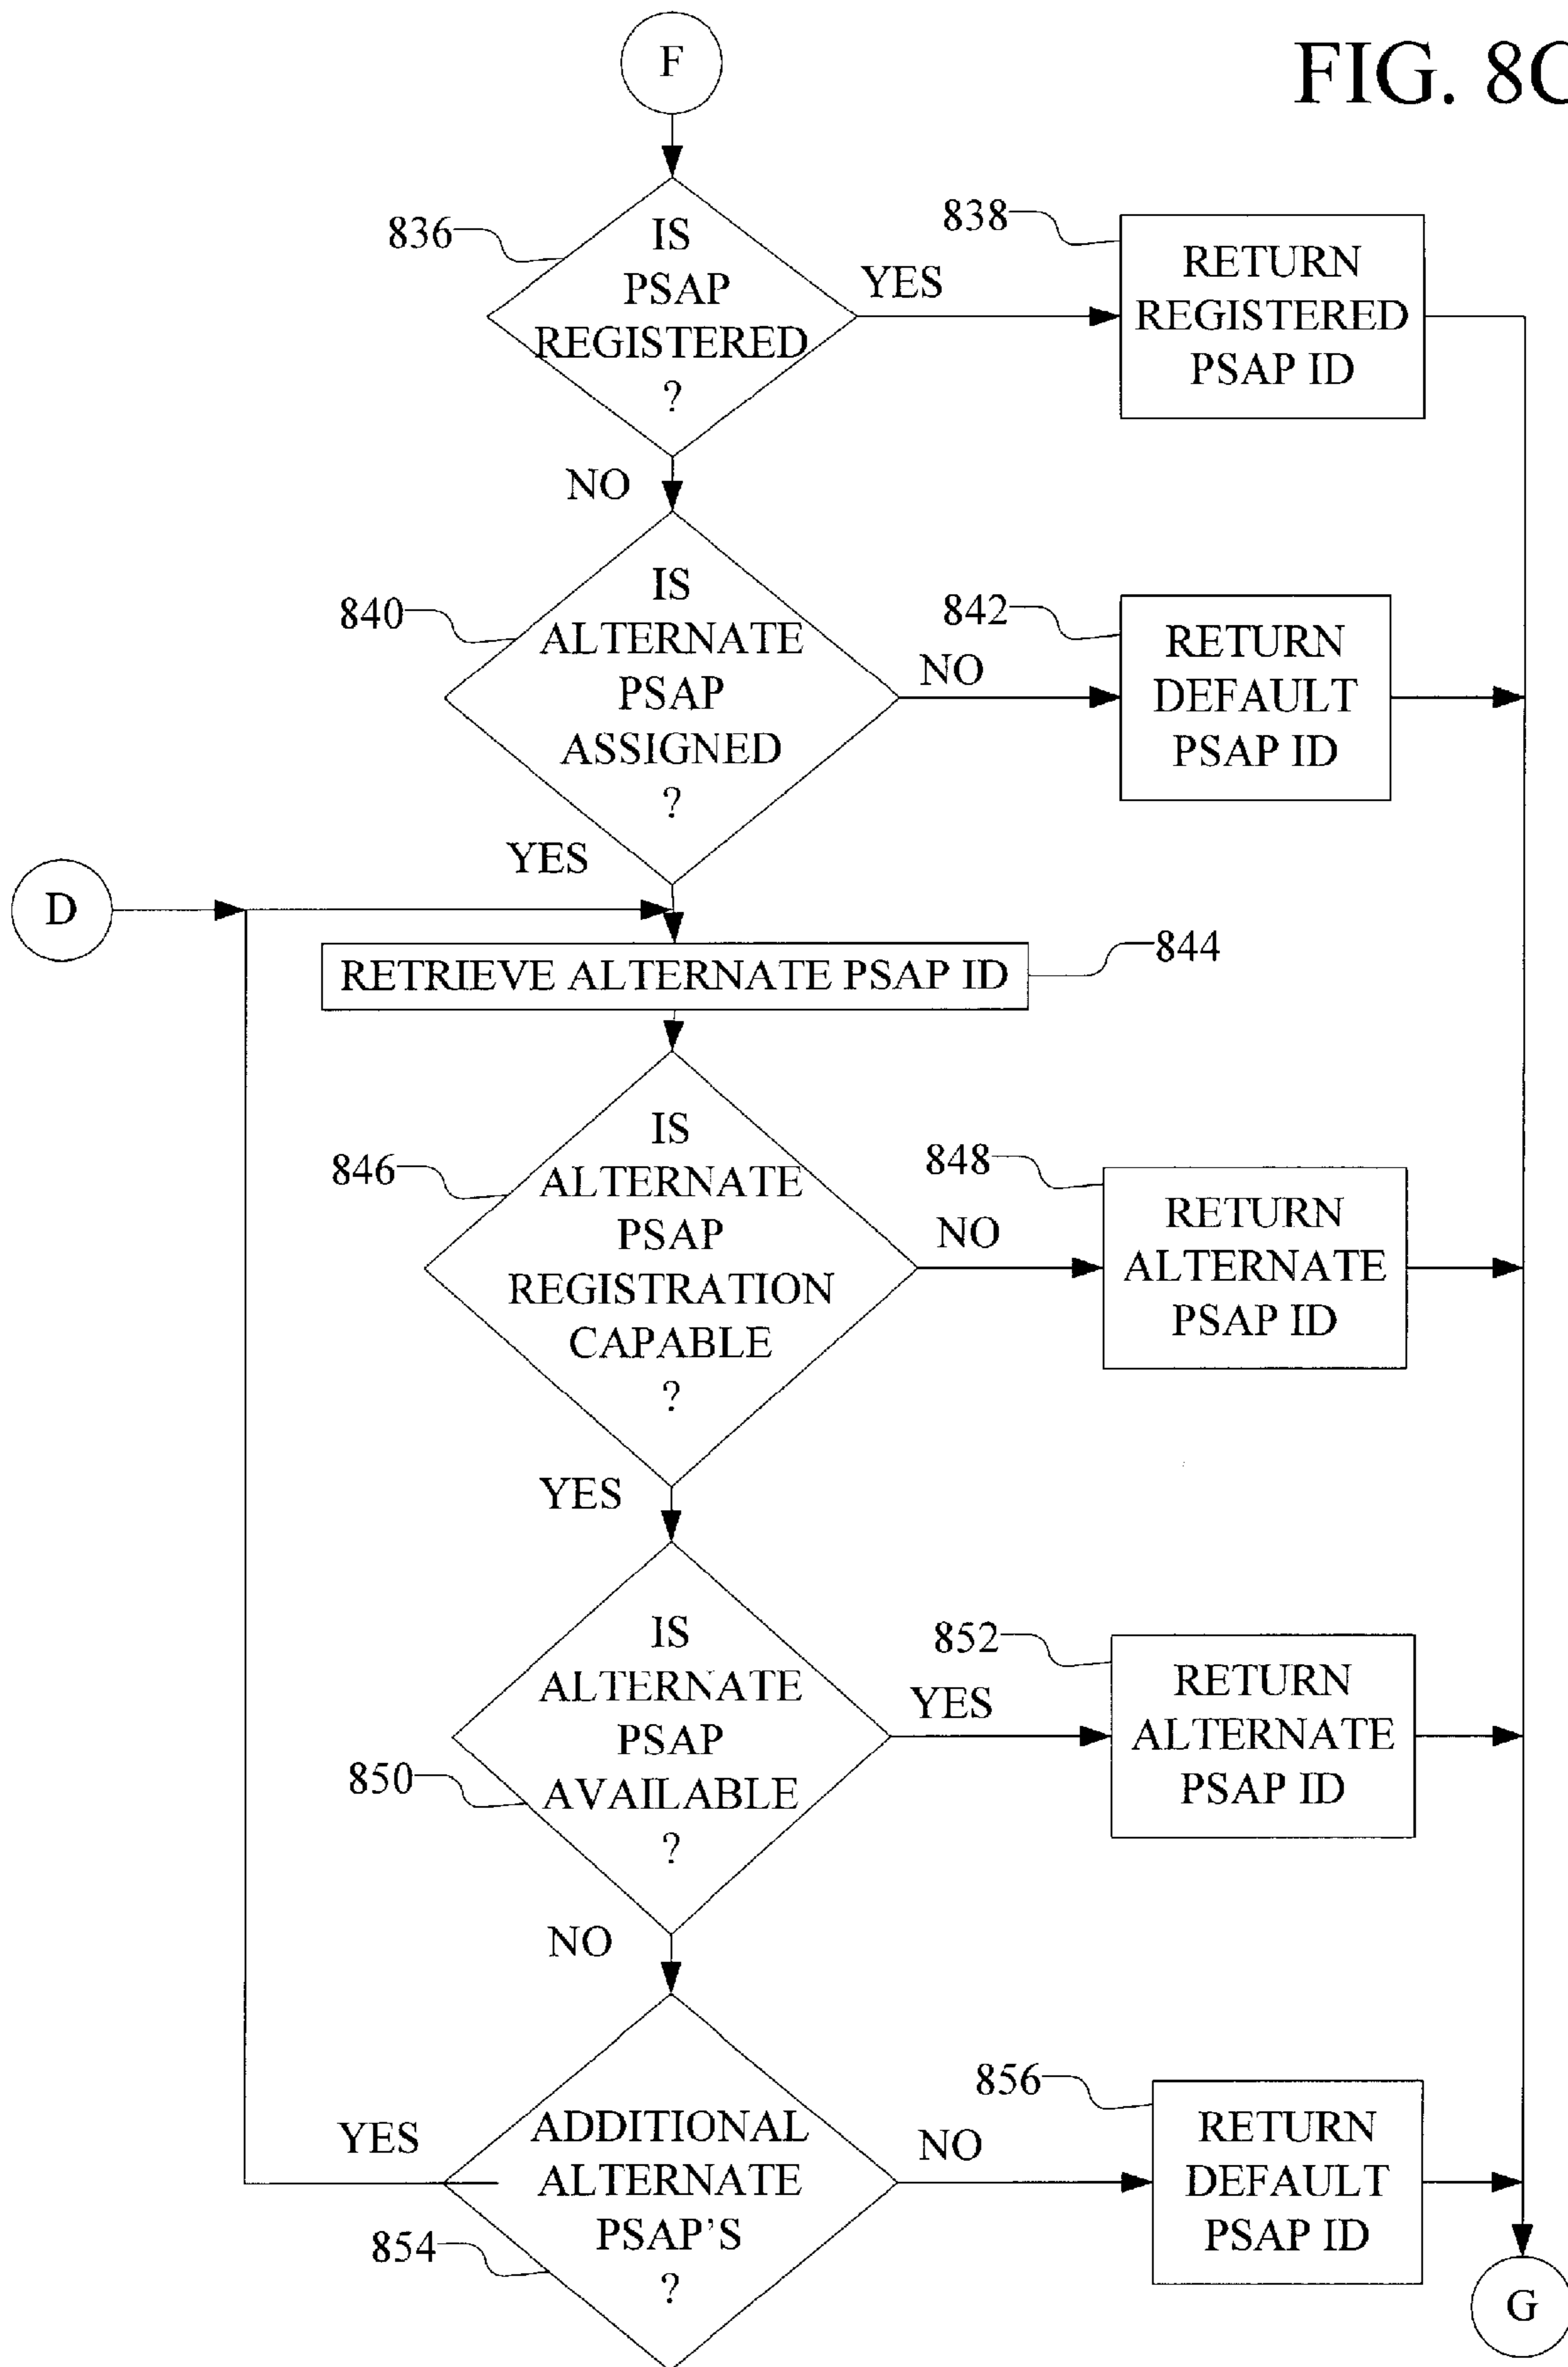 FIG. 8C
F
836
IS
PSAP
REGISTERED
?
YES
838
RETURN
REGISTERED
PSAP ID
NO
840
IS
ALTERNATE
PSAP
ASSIGNED
?
NO
842
RETURN
DEFAULT
PSAP ID
YES
D
RETRIEVE ALTERNATE PSAP ID
844
846
IS
ALTERNATE
PSAP
REGISTRATION
CAPABLE
?
NO
848
RETURN
ALTERNATE
PSAP ID
YES
850
IS
ALTERNATE
PSAP
AVAILABLE
?
YES
852
RETURN
ALTERNATE
PSAP ID
NO
854
ADDITIONAL
ALTERNATE
PSAP'S
?
YES
NO
856
RETURN
DEFAULT
PSAP ID
G